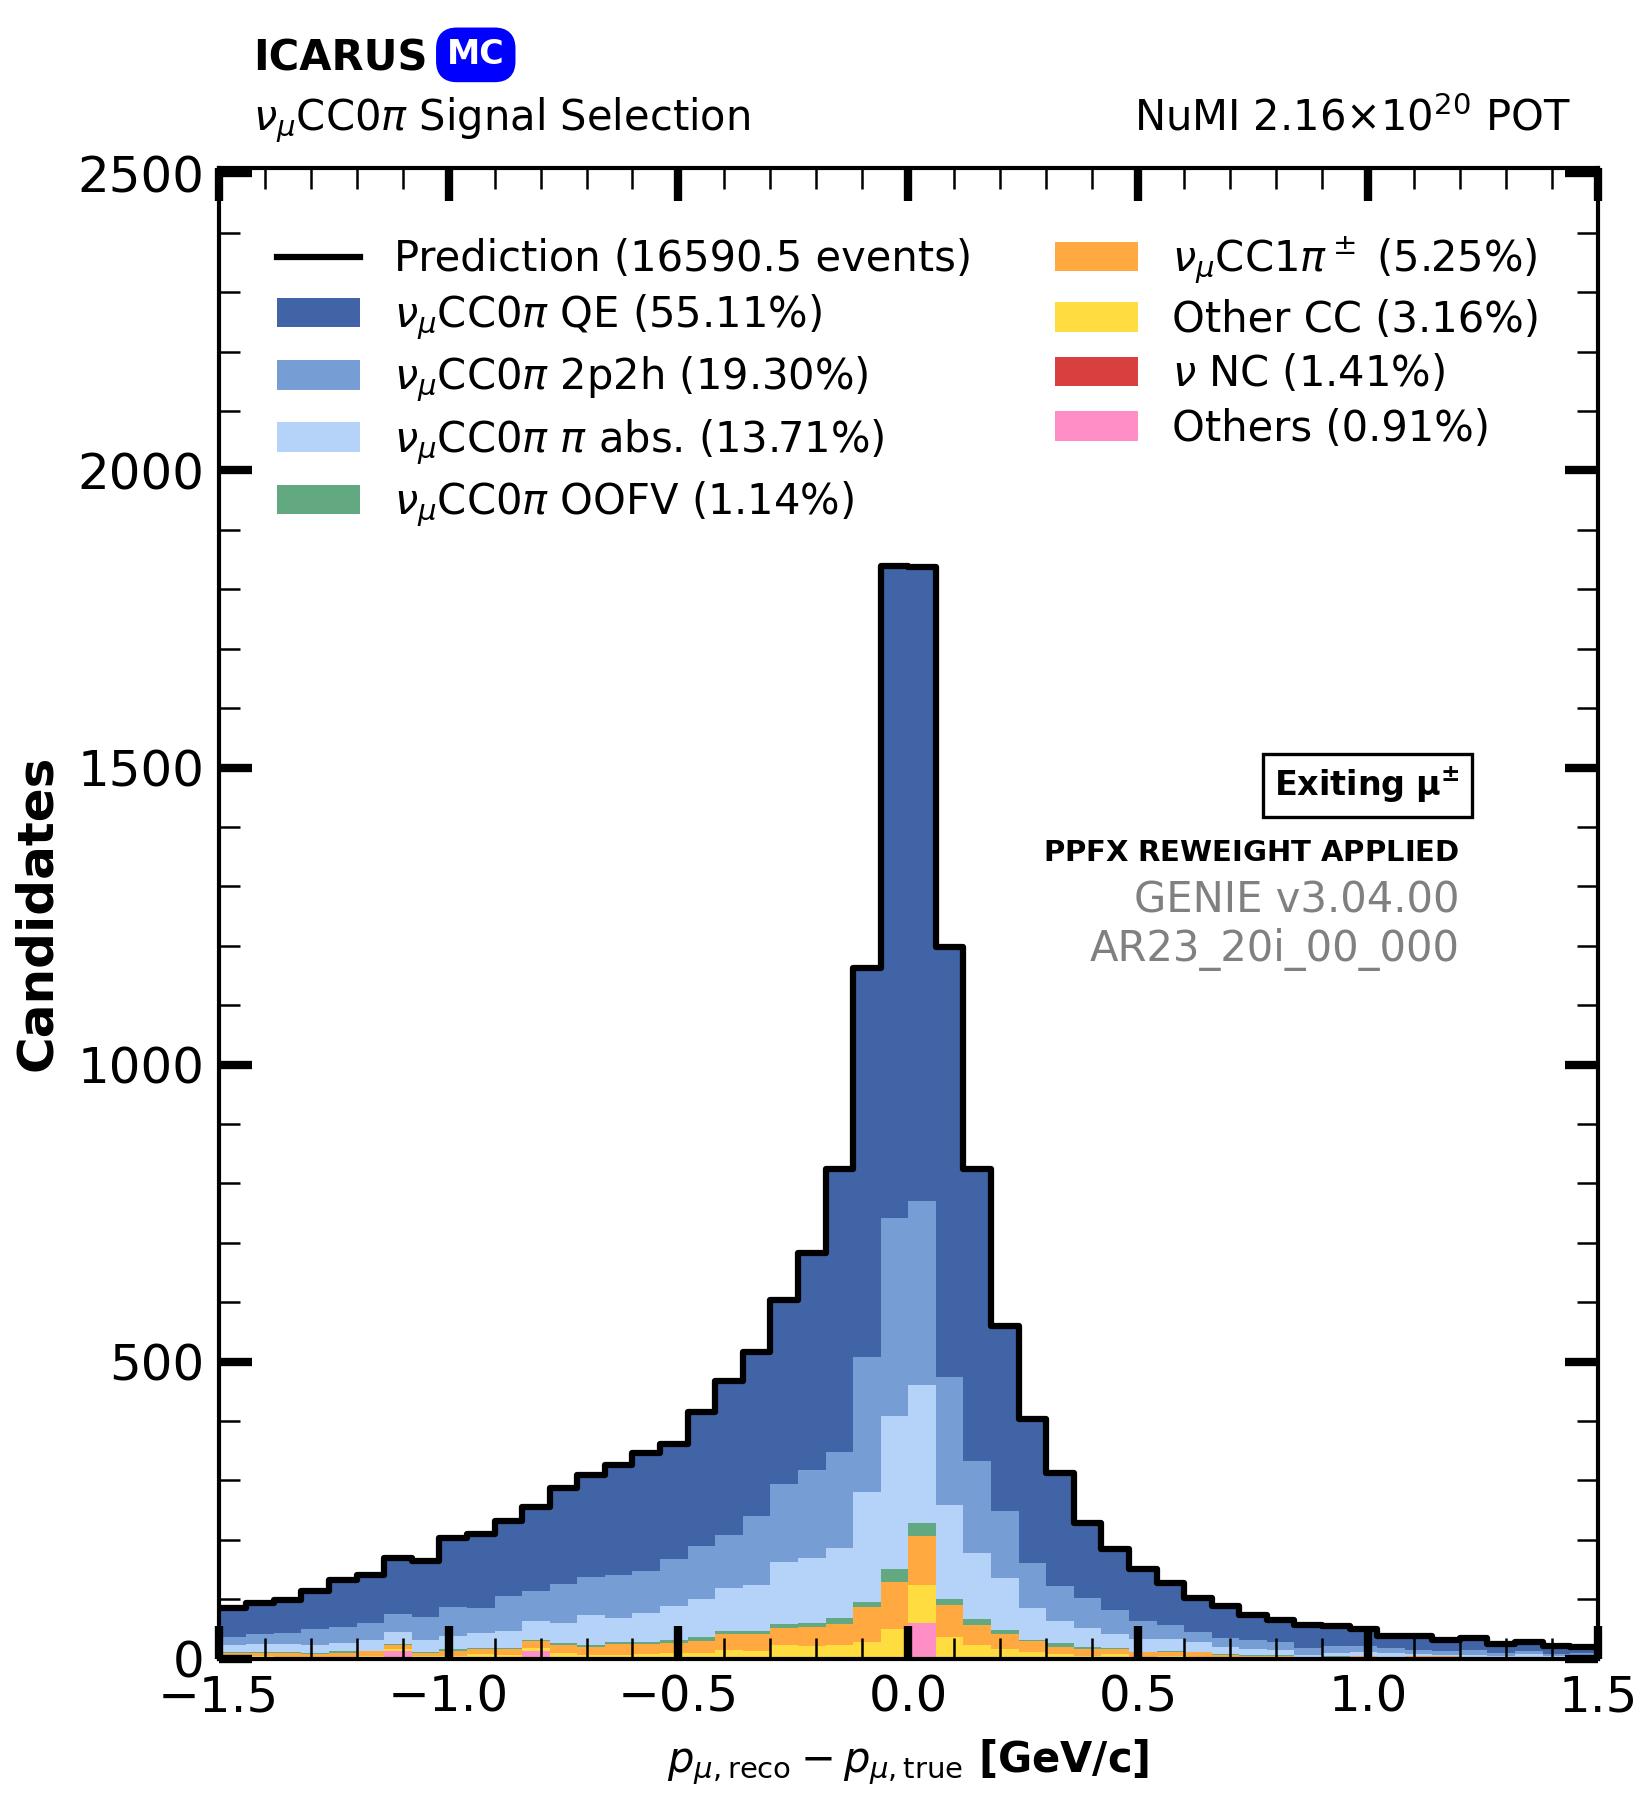 ICARUS MC
νμCC0π Signal Selection
NuMI 2.16×10²⁰ POT
2500
2000
1500
1000
500
0
Candidates
Prediction (16590.5 events)
νμCC0π QE (55.11%)
νμCC0π 2p2h (19.30%)
νμCC0π π abs. (13.71%)
νμCC0π OOFV (1.14%)
νμCC1π± (5.25%)
Other CC (3.16%)
ν NC (1.41%)
Others (0.91%)
Exiting μ±
PPFX REWEIGHT APPLIED
GENIE v3.04.00
AR23_20i_00_000
−1.5 −1.0 −0.5 0.0 0.5 1.0 1.5
pμ,reco − pμ,true [GeV/c]